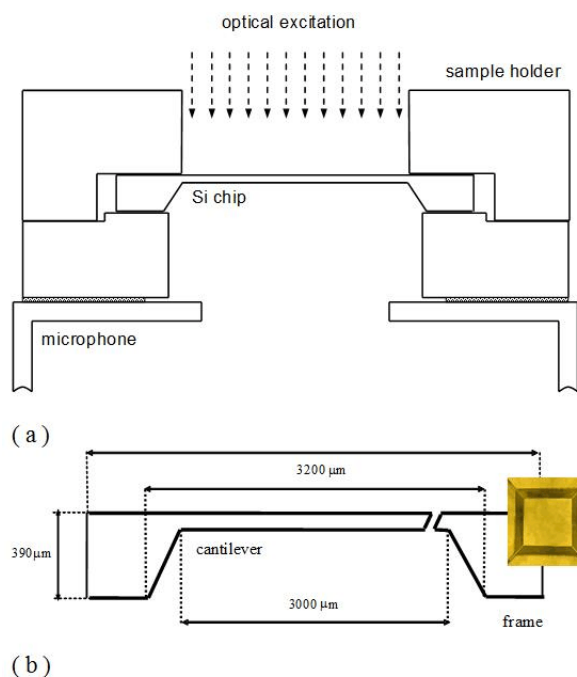 optical excitation
sample holder
Si chip
microphone
( a )
3200 μm
390μm
cantilever
3000 μm
frame
( b )